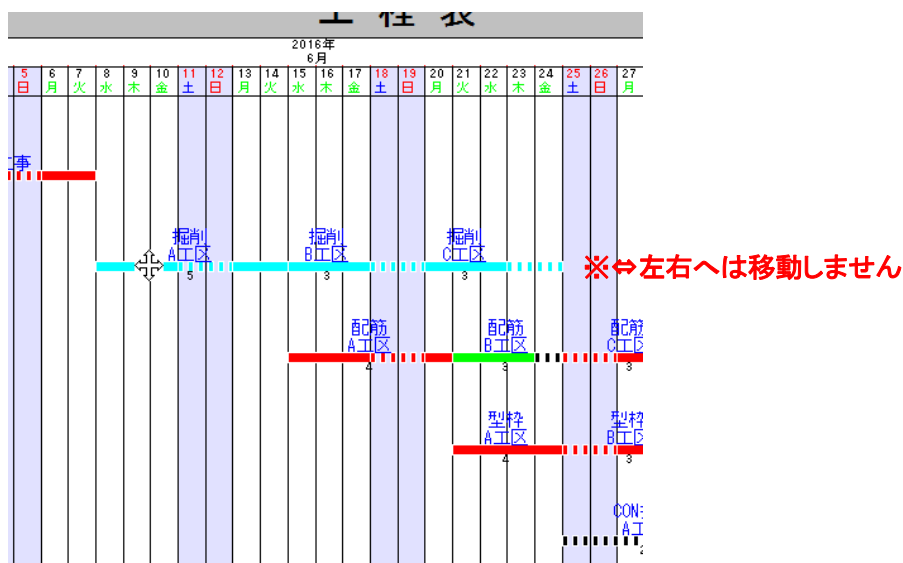 工 程 表
2016年
6月
5 6 7 8 9 10 11 12 13 14 15 16 17 18 19 20 21 22 23 24 25 26 27
日 月 火 水 木 金 土 日 月 火 水 木 金 土 日 月 火 水 木 金 土 日 月
事
掘削 掘削 掘削
A工区 B工区 C工区
5 3 3
※⇔左右へは移動しません
配筋 配筋 配筋
A工区 B工区 C工区
4 3 3
型枠 型枠
A工区 B工区
4 3
CON
A工
2